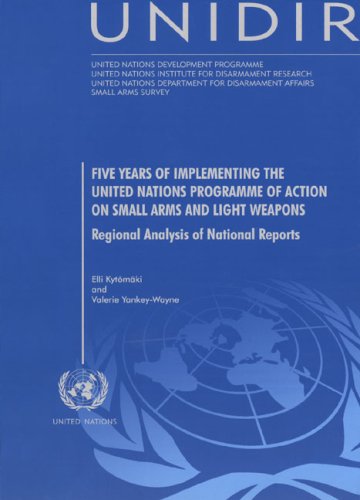 UNIDIR
UNITED NATIONS DEVELOPMENT PROGRAMME
UNITED NATIONS INSTITUTE FOR DISARMAMENT RESEARCH
UNITED NATIONS DEPARTMENT FOR DISARMAMENT AFFAIRS
SMALL ARMS SURVEY
FIVE YEARS OF IMPLEMENTING THE
UNITED NATIONS PROGRAMME OF ACTION
ON SMALL ARMS AND LIGHT WEAPONS
Regional Analysis of National Reports
Elli Kytömäki
and
Valerie Yankey-Wayne
UNITED NATIONS